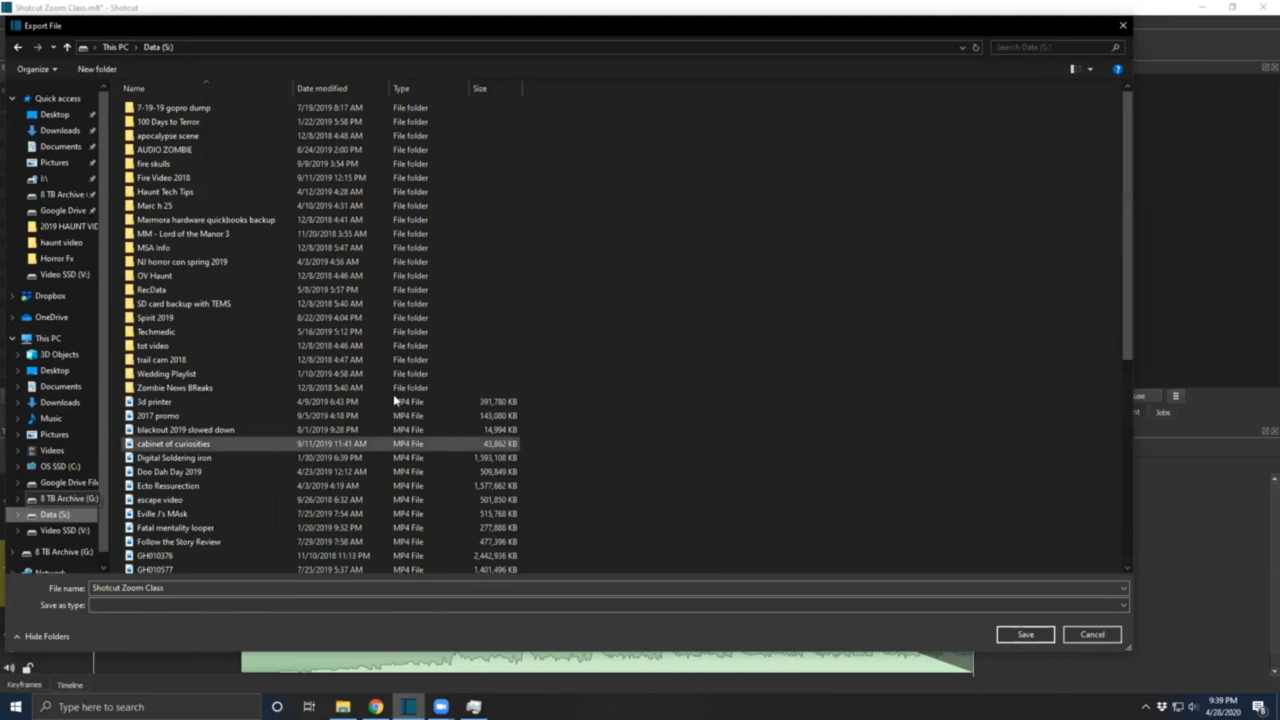 Shotcut Zoom Class.mlt* - Shotcut
Export File
This PC Data (S:) Search Data (S:)
Organize New folder
Name Date modified Type Size
Quick access
Desktop
Downloads
Documents
Pictures
I:\
8 TB Archive
Google Drive
2019 HAUNT VID
haunt video
Horror Fx
Video SSD (V:)
Dropbox
OneDrive
This PC
3D Objects
Desktop
Documents
Downloads
Music
Pictures
Videos
OS SSD (C:)
Google Drive File
8 TB Archive (G:)
Data (S:)
Video SSD (V:)
8 TB Archive (G:)
Network
7-19-19 gopro dump 7/19/2019 8:17 AM File folder
100 Days to Terror 1/22/2019 5:58 PM File folder
apocalypse scene 12/8/2018 4:48 AM File folder
AUDIO ZOMBIE 8/24/2019 2:00 PM File folder
fire skulls 9/9/2019 3:54 PM File folder
Fire Video 2018 9/11/2019 12:15 PM File folder
Haunt Tech Tips 4/12/2019 4:28 AM File folder
Marc h 25 4/10/2019 4:31 AM File folder
Marmora hardware quickbooks backup 12/8/2018 4:41 AM File folder
MM - Lord of the Manor 3 11/20/2018 3:55 AM File folder
MSA Info 12/8/2018 5:47 AM File folder
NJ horror con spring 2019 4/3/2019 4:56 AM File folder
OV Haunt 12/8/2018 4:46 AM File folder
RecData 5/8/2019 5:57 PM File folder
SD card backup with TEMS 12/8/2018 5:40 AM File folder
Spirit 2019 8/22/2019 4:04 PM File folder
Techmedic 5/16/2019 5:12 PM File folder
tot video 12/8/2018 4:46 AM File folder
trail cam 2018 12/8/2018 4:47 AM File folder
Wedding Playlist 1/10/2019 4:58 AM File folder
Zombie News BReaks 12/8/2018 5:40 AM File folder
3d printer 4/9/2019 6:43 PM MP4 File 391,780 KB
2017 promo 9/5/2019 4:18 PM MP4 File 143,080 KB
blackout 2019 slowed down 8/1/2019 9:28 PM MP4 File 14,994 KB
cabinet of curiosities 9/11/2019 11:41 AM MP4 File 43,862 KB
Digital Soldering iron 1/30/2019 6:39 PM MP4 File 1,593,108 KB
Doo Dah Day 2019 4/23/2019 12:12 AM MP4 File 509,849 KB
Ecto Ressurection 4/3/2019 4:19 AM MP4 File 1,577,662 KB
escape video 9/26/2018 6:32 AM MP4 File 501,850 KB
Eville J's MAsk 7/25/2019 7:54 AM MP4 File 515,768 KB
Fatal mentality looper 1/20/2019 9:32 PM MP4 File 277,888 KB
Follow the Story Review 7/29/2019 7:58 AM MP4 File 477,396 KB
GH010376 11/10/2018 11:13 PM MP4 File 2,442,936 KB
GH010577 7/25/2019 5:37 AM MP4 File 1,401,496 KB
File name: Shotcut Zoom Class
Save as type:
Hide Folders Save Cancel
Jobs
Keyframes Timeline
Type here to search
9:39 PM
4/28/2020
8